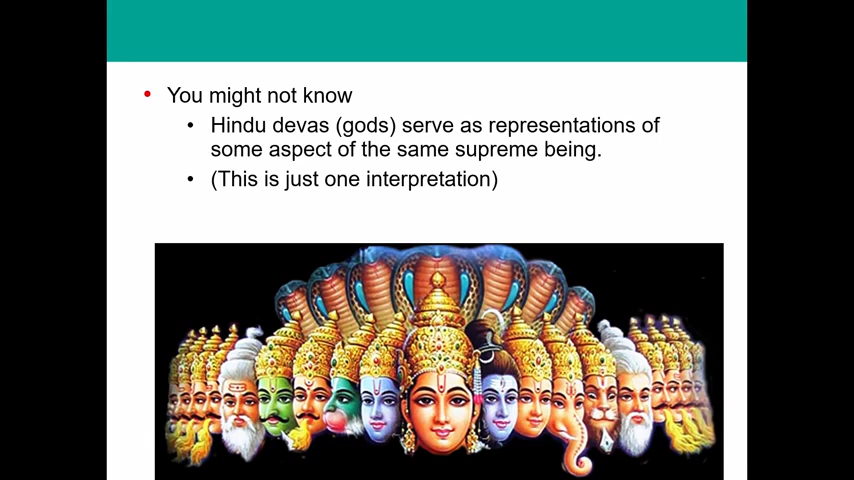 • You might not know
• Hindu devas (gods) serve as representations of
some aspect of the same supreme being.
• (This is just one interpretation)